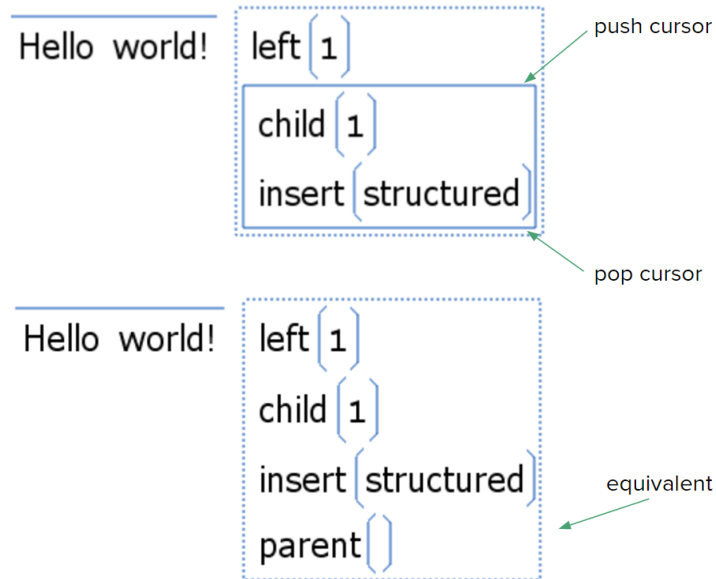 Hello world!
left(1)
push cursor
child(1)
insert(structured)
pop cursor
Hello world!
left(1)
child(1)
insert(structured)
equivalent
parent()